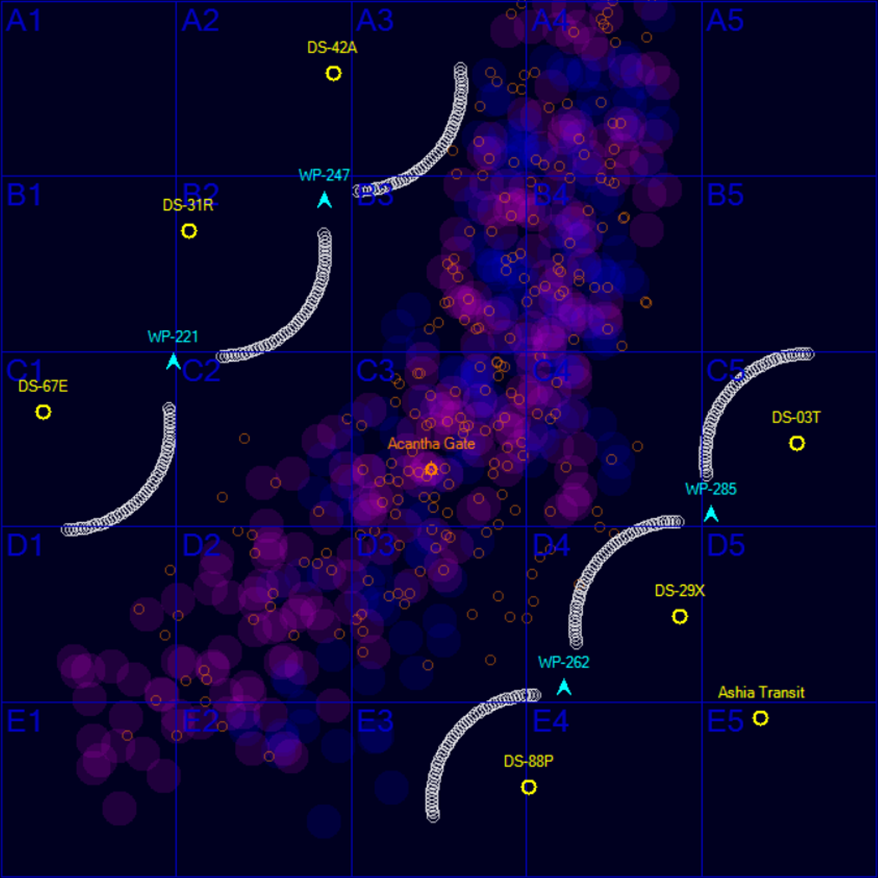 A1
A2
A3
A4
A5
DS-42A
WP-247
B1
B2
B3
B4
B5
DS-31R
WP-221
C1
C2
C3
C4
C5
DS-67E
DS-03T
Acantha Gate
WP-285
D1
D2
D3
D4
D5
DS-29X
WP-262
Ashia Transit
E1
E2
E3
E4
E5
DS-88P